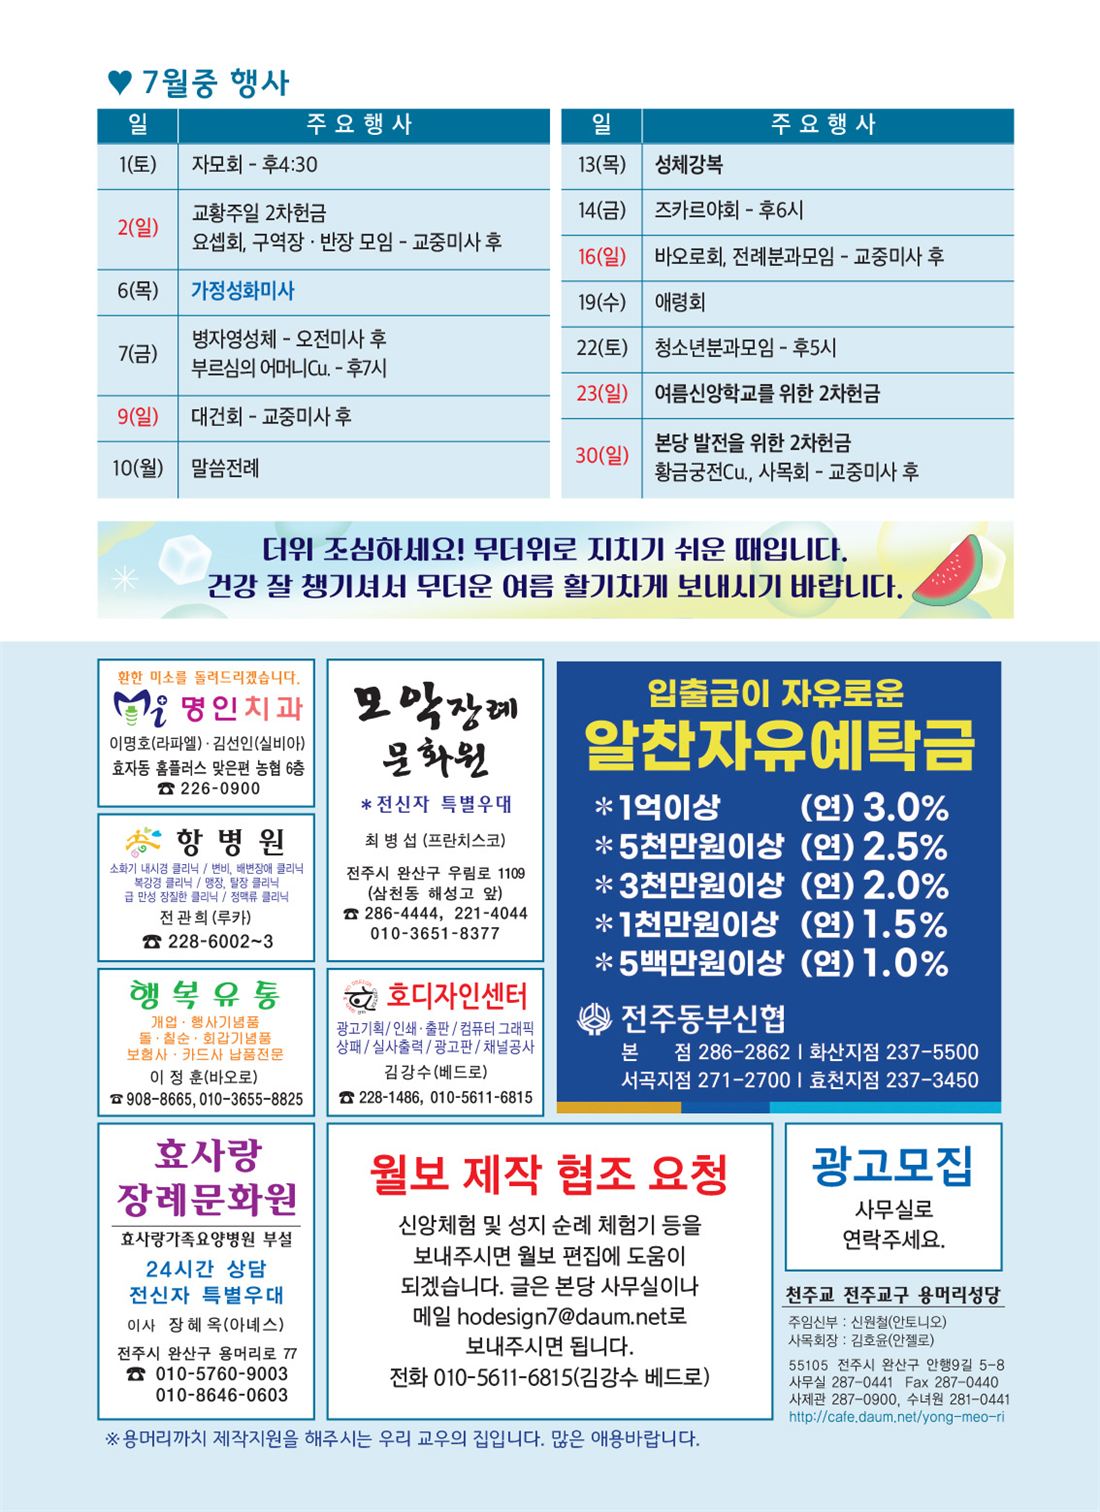 ♥ 7월중 행사
일 주요행사
1(토) 자모회 - 후4:30
2(일) 교황주일 2차헌금
요셉회, 구역장 · 반장 모임 - 교중미사 후
6(목) 가정성화미사
7(금) 병자영성체 - 오전미사 후
부르심의 어머니Cu. - 후7시
9(일) 대건회 - 교중미사 후
10(월) 말씀전례
일 주요행사
13(목) 성체강복
14(금) 즈카르야회 - 후6시
16(일) 바오로회, 전례분과모임 - 교중미사 후
19(수) 애령회
22(토) 청소년분과모임 - 후5시
23(일) 여름신앙학교를 위한 2차헌금
30(일) 본당 발전을 위한 2차헌금
황금궁전Cu., 사목회 - 교중미사 후
더위 조심하세요! 무더위로 지치기 쉬운 때입니다.
건강 잘 챙기셔서 무더운 여름 활기차게 보내시기 바랍니다.
환한 미소를 돌려드리겠습니다.
Mi 명인치과
이명호(라파엘) · 김선인(실비아)
효자동 홈플러스 맞은편 농협 6층
☎ 226-0900
항병원
소화기 내시경 클리닉 / 변비, 배변장애 클리닉
복강경 클리닉 / 맹장, 탈장 클리닉
급 만성 장질환 클리닉 / 정맥류 클리닉
전관희(루카)
☎ 228-6002~3
행복유통
개업 · 행사기념품
돌 · 칠순 · 회갑기념품
보험사 · 카드사 납품전문
이정훈(바오로)
☎ 908-8665, 010-3655-8825
효사랑
장례문화원
효사랑가족요양병원 부설
24시간 상담
전신자 특별우대
이사 장혜옥(아녜스)
전주시 완산구 용머리로 77
☎ 010-5760-9003
010-8646-0603
모악장례
문화원
*전신자 특별우대
최병섭(프란치스코)
전주시 완산구 우림로 1109
(삼천동 해성고 앞)
☎ 286-4444, 221-4044
010-3651-8377
호디자인센터
광고기획/인쇄·출판/컴퓨터 그래픽
상패/실사출력/광고판/채널공사
김강수(베드로)
☎ 228-1486, 010-5611-6815
입출금이 자유로운
알찬자유예탁금
*1억이상 (연) 3.0%
*5천만원이상 (연) 2.5%
*3천만원이상 (연) 2.0%
*1천만원이상 (연) 1.5%
*5백만원이상 (연) 1.0%
전주동부신협
본 점 286-2862 | 화산지점 237-5500
서곡지점 271-2700 | 효천지점 237-3450
월보 제작 협조 요청
신앙체험 및 성지 순례 체험기 등을
보내주시면 월보 편집에 도움이
되겠습니다. 글은 본당 사무실이나
메일 hodesign7@daum.net로
보내주시면 됩니다.
전화 010-5611-6815(김강수 베드로)
광고모집
사무실로
연락주세요.
천주교 전주교구 용머리성당
주임신부 : 신원철(안토니오)
사목회장 : 김호윤(안젤로)
55105 전주시 완산구 안행9길 5-8
사무실 287-0441 Fax 287-0440
사제관 287-0900, 수녀원 281-0441
http://cafe.daum.net/yong-meo-ri
※용머리까치 제작지원을 해주시는 우리 교우의 집입니다. 많은 애용바랍니다.